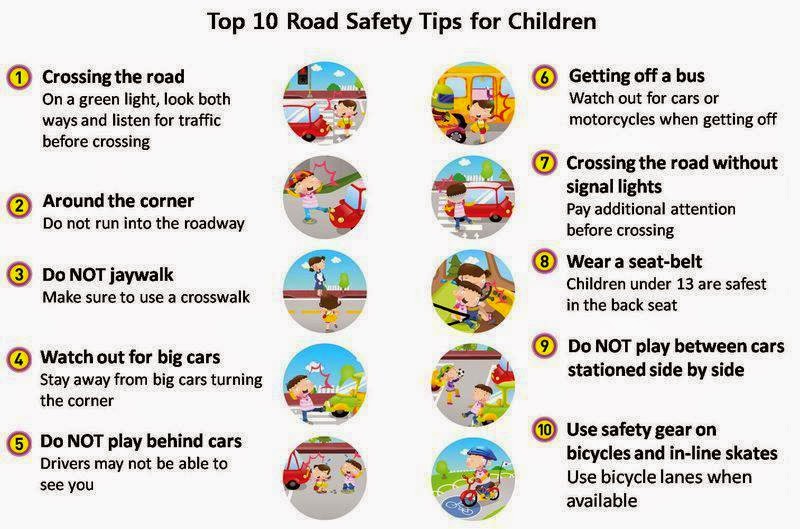 Top 10 Road Safety Tips for Children
1 Crossing the road
On a green light, look both
ways and listen for traffic
before crossing
2 Around the corner
Do not run into the roadway
3 Do NOT jaywalk
Make sure to use a crosswalk
4 Watch out for big cars
Stay away from big cars turning
the corner
5 Do NOT play behind cars
Drivers may not be able to
see you
6 Getting off a bus
Watch out for cars or
motorcycles when getting off
7 Crossing the road without
signal lights
Pay additional attention
before crossing
8 Wear a seat-belt
Children under 13 are safest
in the back seat
9 Do NOT play between cars
stationed side by side
10 Use safety gear on
bicycles and in-line skates
Use bicycle lanes when
available